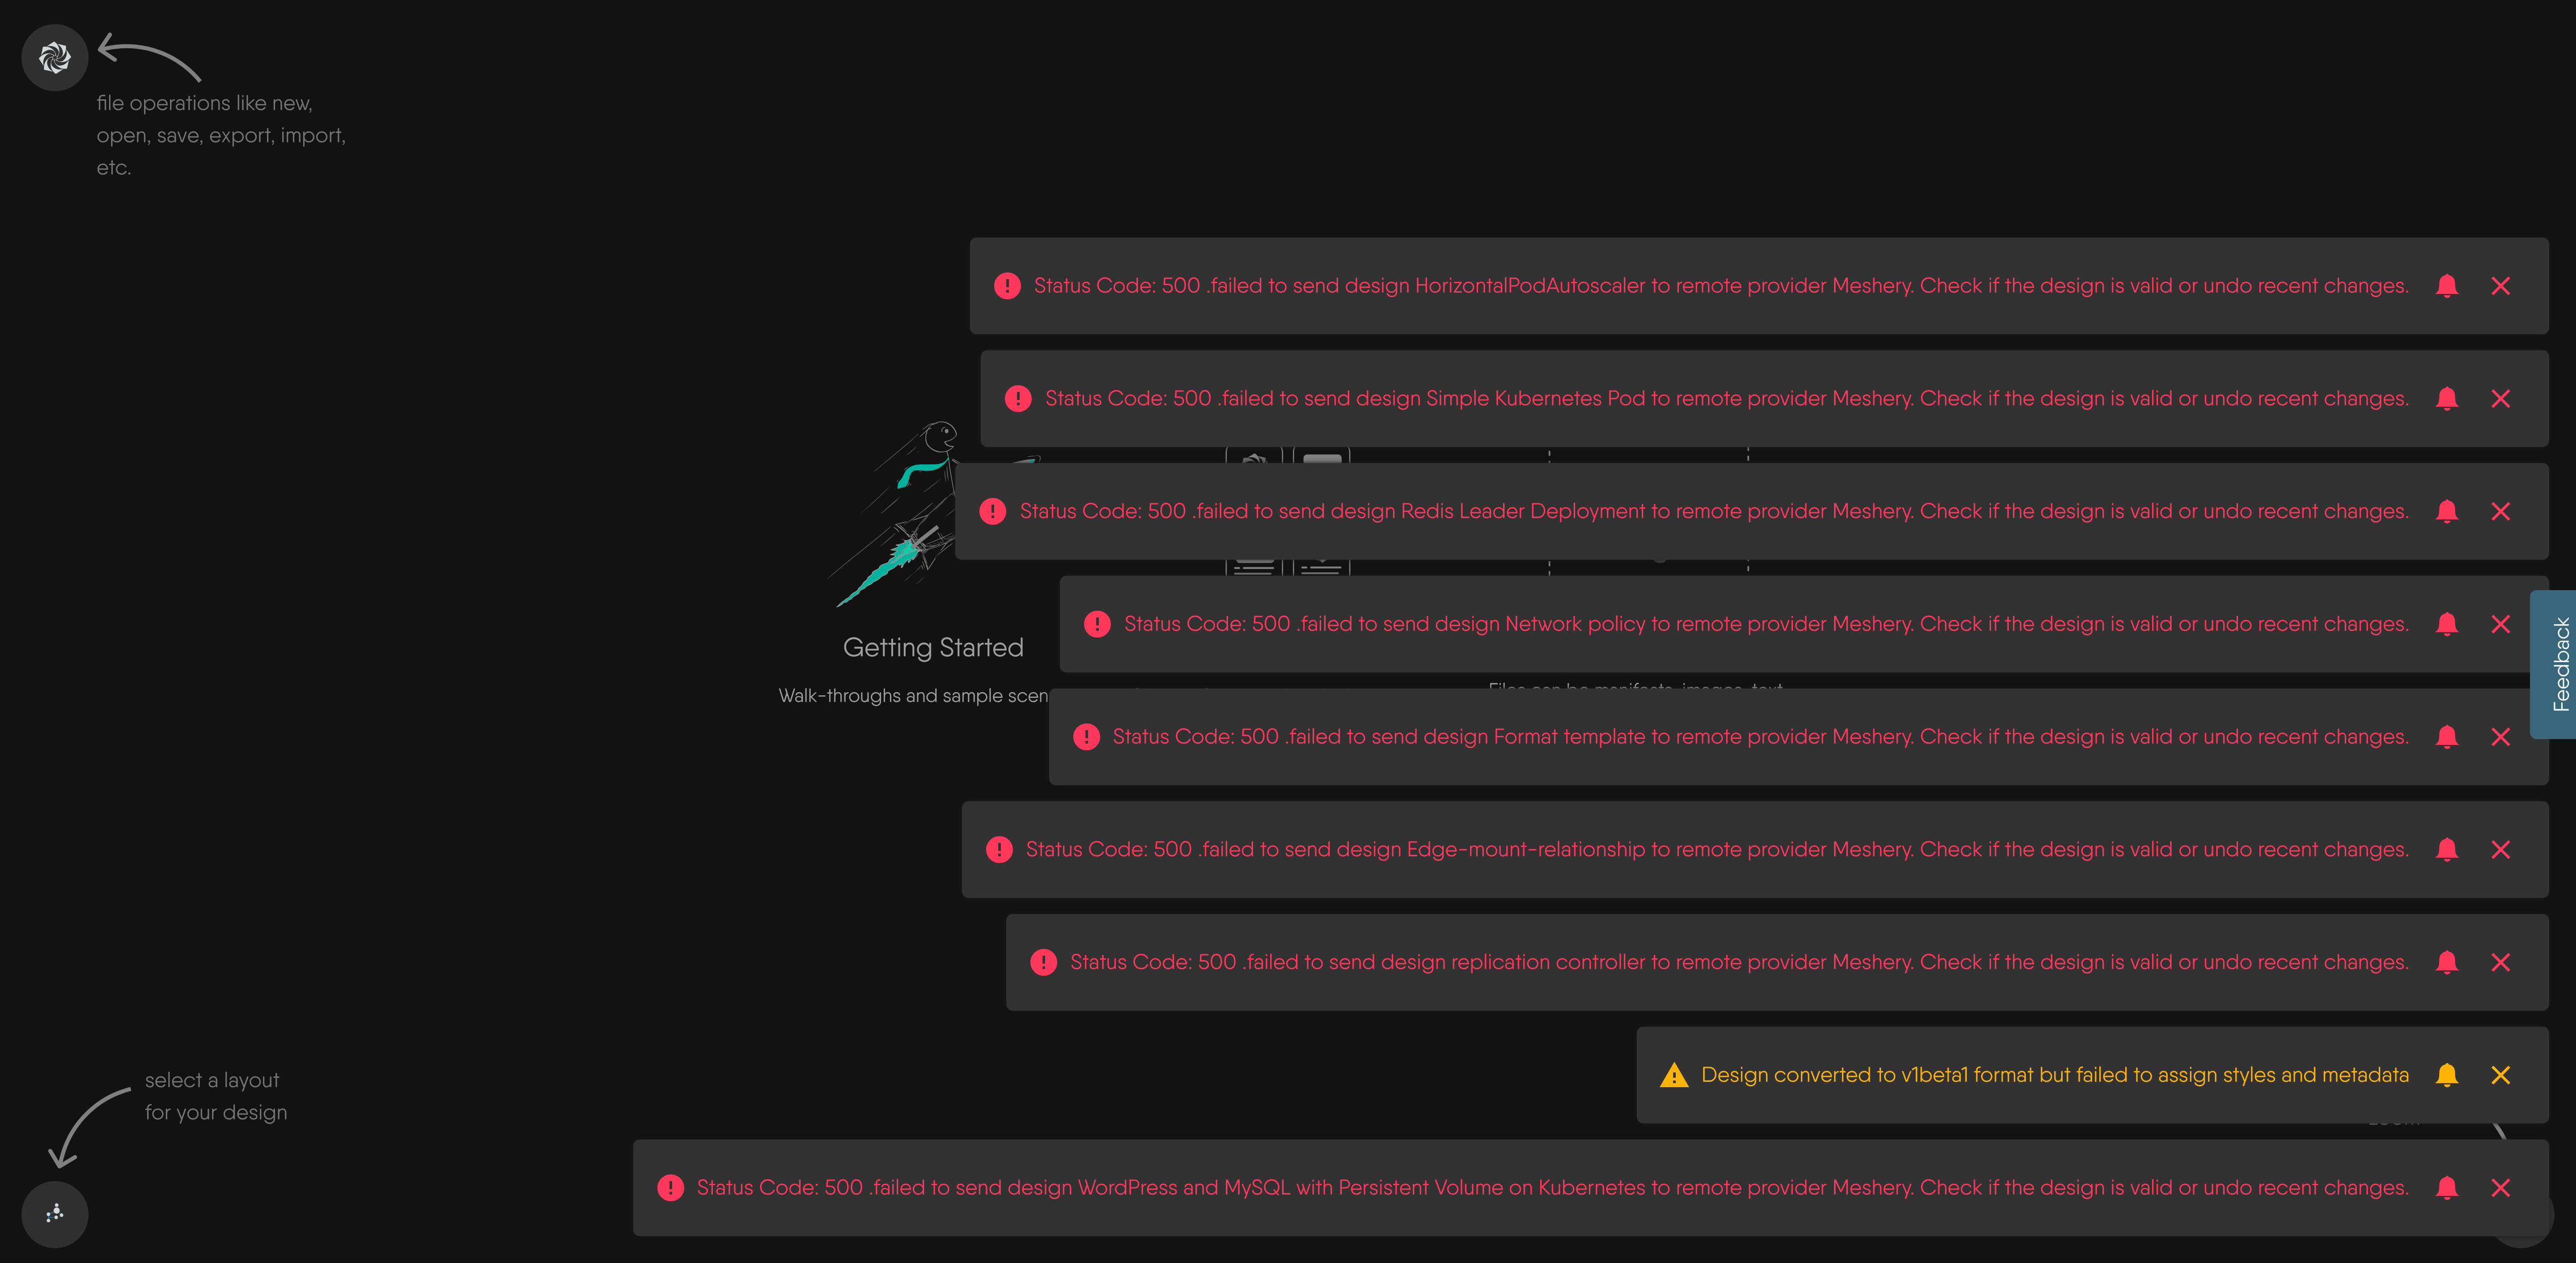 file operations like new,
open, save, export, import,
etc.
Status Code: 500 .failed to send design HorizontalPodAutoscaler to remote provider Meshery. Check if the design is valid or undo recent changes.
Status Code: 500 .failed to send design Simple Kubernetes Pod to remote provider Meshery. Check if the design is valid or undo recent changes.
Status Code: 500 .failed to send design Redis Leader Deployment to remote provider Meshery. Check if the design is valid or undo recent changes.
Status Code: 500 .failed to send design Network policy to remote provider Meshery. Check if the design is valid or undo recent changes.
Feedback
Getting Started
Walk-throughs and sample
Status Code: 500 .failed to send design Format template to remote provider Meshery. Check if the design is valid or undo recent changes.
Status Code: 500 .failed to send design Edge-mount-relationship to remote provider Meshery. Check if the design is valid or undo recent changes.
Status Code: 500 .failed to send design replication controller to remote provider Meshery. Check if the design is valid or undo recent changes.
Design converted to v1beta1 format but failed to assign styles and metadata
select a layout
for your design
Status Code: 500 .failed to send design WordPress and MySQL with Persistent Volume on Kubernetes to remote provider Meshery. Check if the design is valid or undo recent changes.